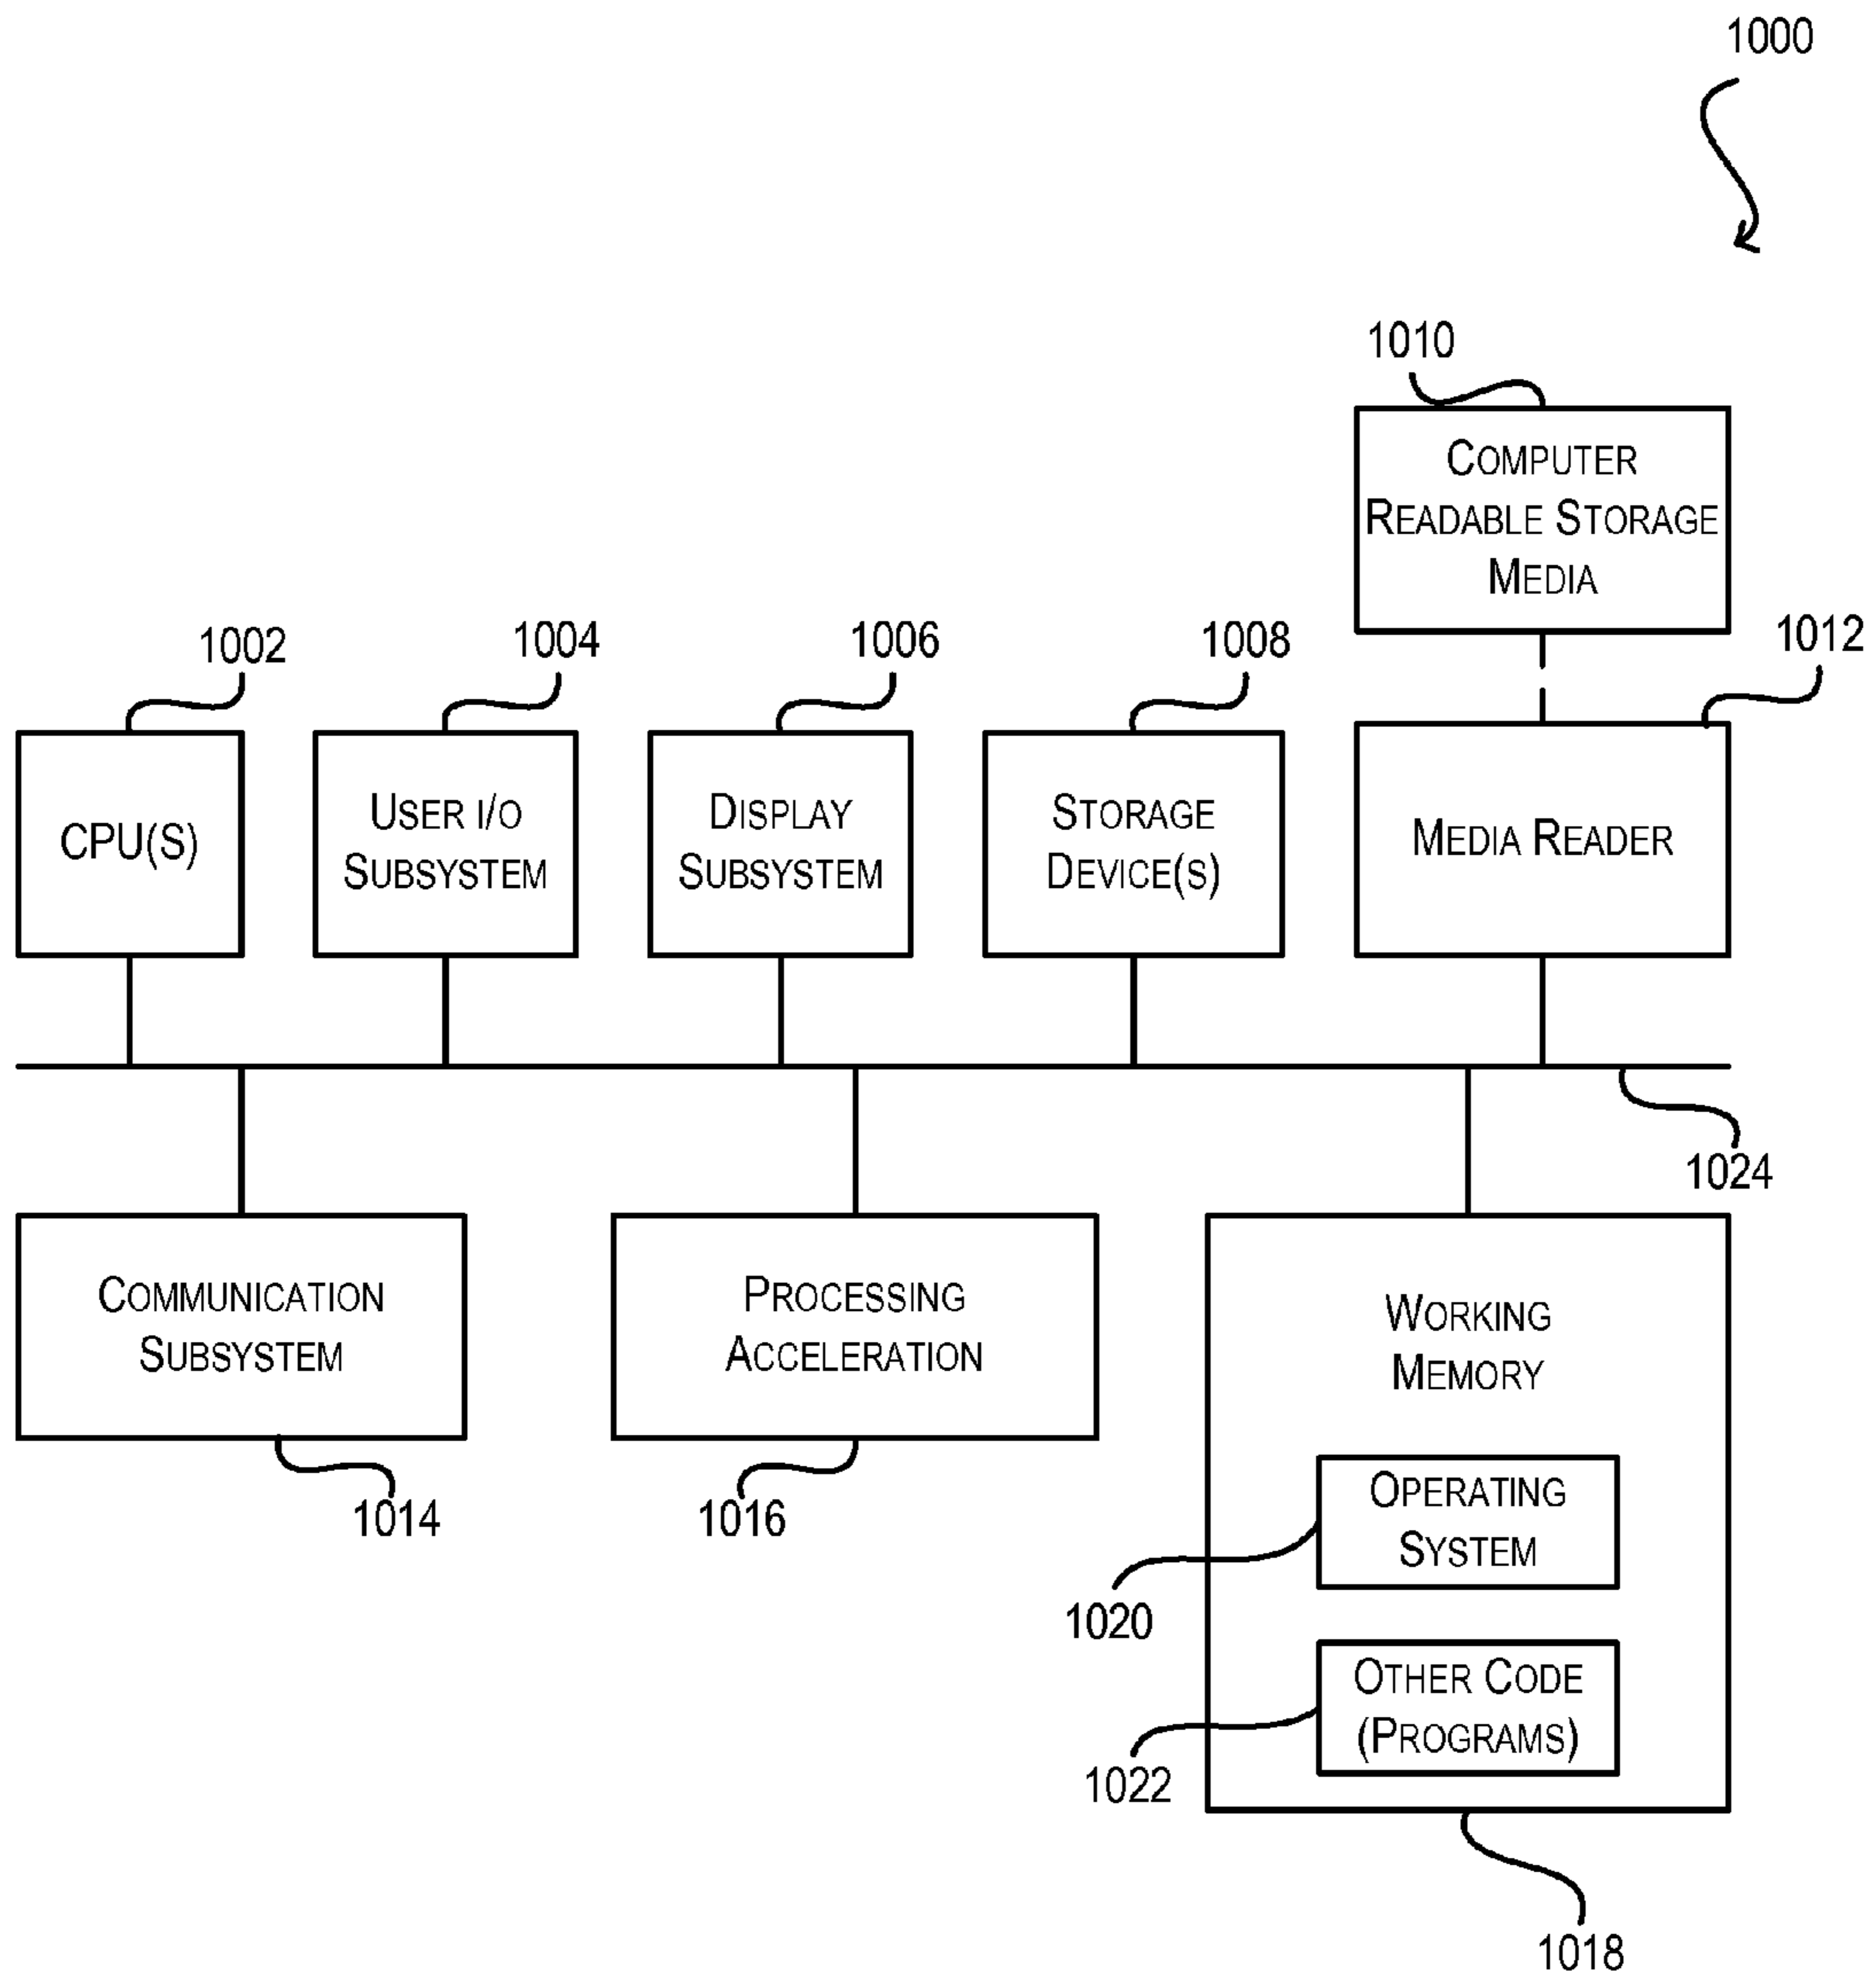 1000
1010
COMPUTER
READABLE STORAGE
MEDIA
1002
1004
1006
1008
1012
CPU(S)
USER I/O
SUBSYSTEM
DISPLAY
SUBSYSTEM
STORAGE
DEVICE(S)
MEDIA READER
1024
COMMUNICATION
SUBSYSTEM
PROCESSING
ACCELERATION
WORKING
MEMORY
1014
1016
OPERATING
SYSTEM
1020
OTHER CODE
(PROGRAMS)
1022
1018